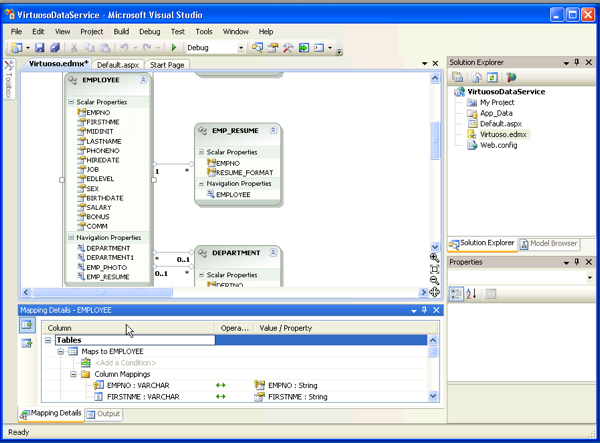 VirtuosoDataService - Microsoft Visual Studio
File Edit View Project Build Debug Test Tools Window Help
Debug
Virtuoso.edmx* Default.aspx Start Page
Toolbox
EMPLOYEE
Scalar Properties
EMPNO
FIRSTNME
MIDINIT
LASTNAME
PHONENO
HIREDATE
JOB
EDLEVEL
SEX
BIRTHDATE
SALARY
BONUS
COMM
Navigation Properties
DEPARTMENT
DEPARTMENT1
EMP_PHOTO
EMP_RESUME
1 *
* 0..1
0..1 *
EMP_RESUME
Scalar Properties
EMPNO
RESUME_FORMAT
Navigation Properties
EMPLOYEE
DEPARTMENT
Scalar Properties
DEPTNO
Solution Explorer
VirtuosoDataService
My Project
App_Data
Default.aspx
Virtuoso.edmx
Web.config
Solution Explorer Model Browser
Properties
Mapping Details - EMPLOYEE
Column Opera... Value / Property
Tables
Maps to EMPLOYEE
<Add a Condition>
Column Mappings
EMPNO : VARCHAR EMPNO : String
FIRSTNME : VARCHAR FIRSTNME : String
Mapping Details Output
Ready